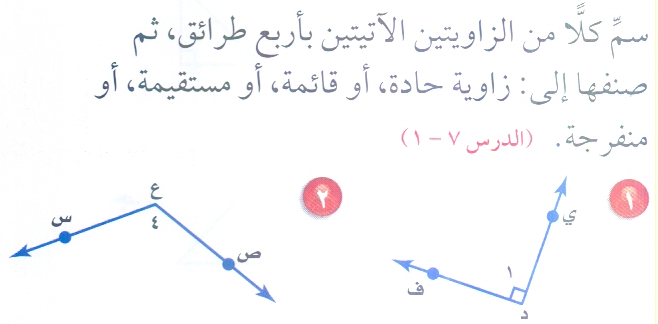 سمِّ كلًّا من الزاويتين الآتيتين بأربع طرائق، ثم
صنفها إلى: زاوية حادة، أو قائمة، أو مستقيمة، أو
منفرجة. (الدرس ٧ – ١)
١
ي
١
ف
د
٢
ع
س
٤
ص